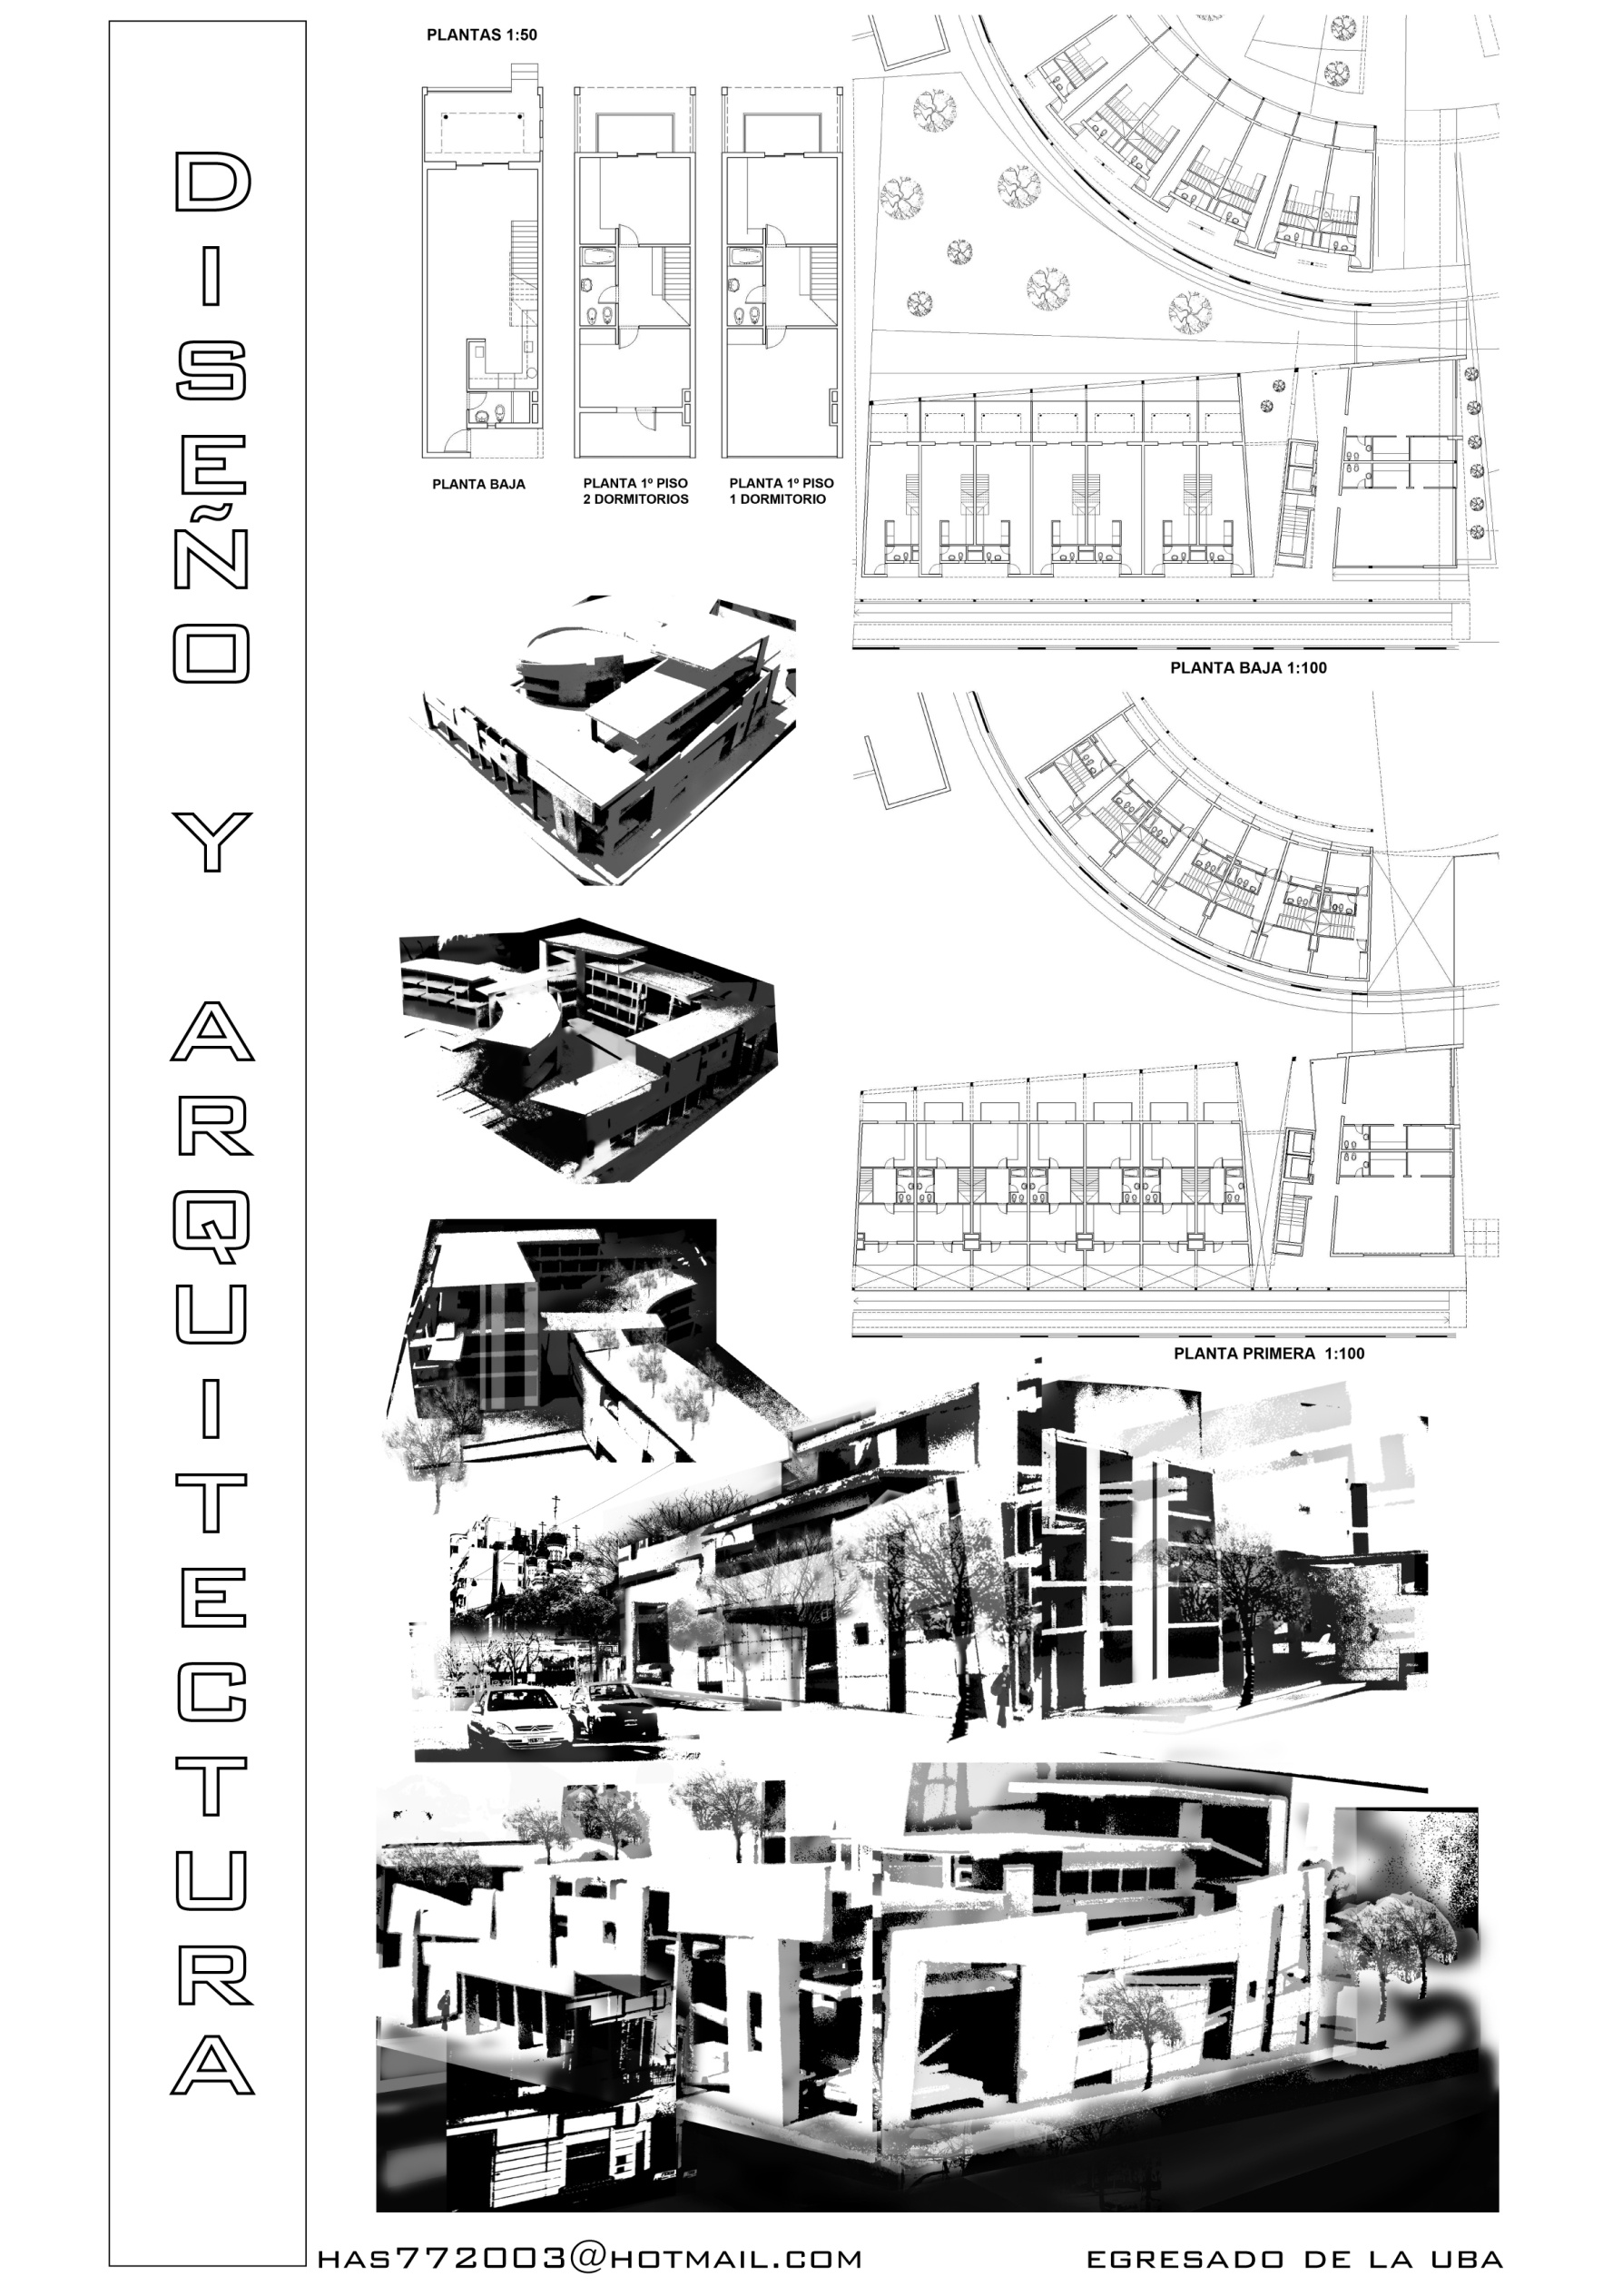 DISEÑO Y ARQUITECTURA
PLANTAS 1:50
PLANTA BAJA
PLANTA 1º PISO
2 DORMITORIOS
PLANTA 1º PISO
1 DORMITORIO
PLANTA BAJA 1:100
PLANTA PRIMERA 1:100
HAS772003@HOTMAIL.COM
EGRESADO DE LA UBA